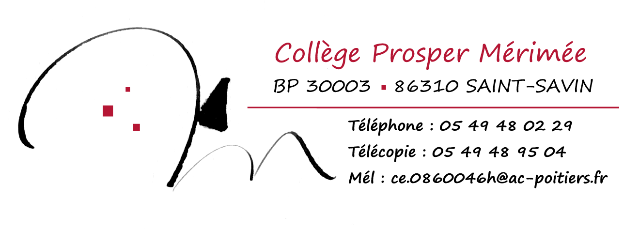 Collège Prosper Mérimée
BP 30003 ▪ 86310 SAINT-SAVIN
Téléphone : 05 49 48 02 29
Télécopie : 05 49 48 95 04
Mél : ce.0860046h@ac-poitiers.fr